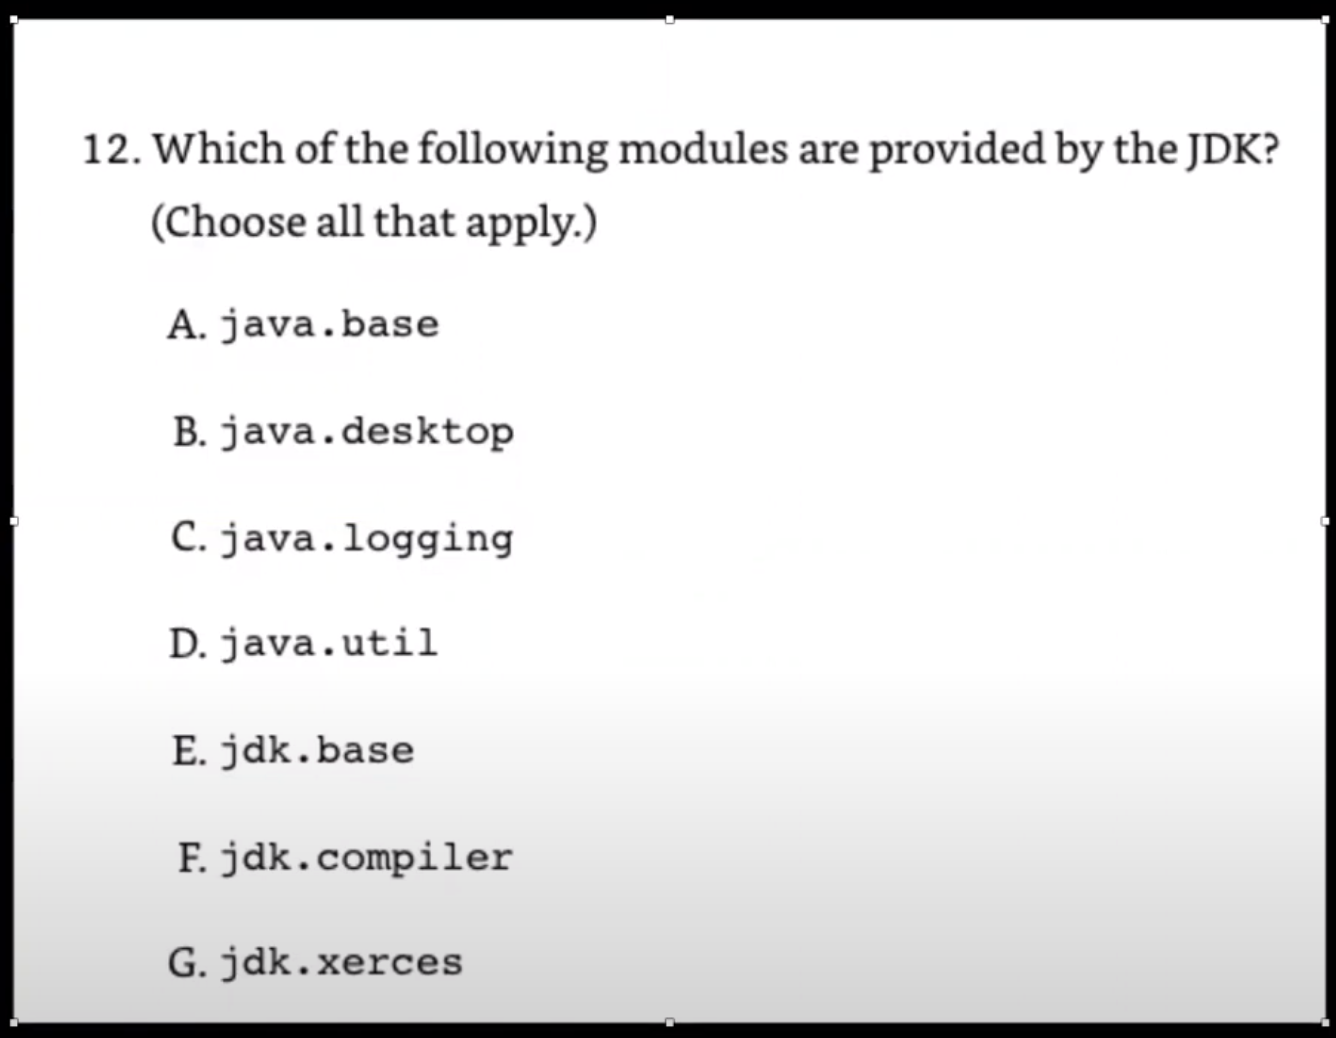 12. Which of the following modules are provided by the JDK?
(Choose all that apply.)
A. java.base
B. java.desktop
C. java.logging
D. java.util
E. jdk.base
F. jdk.compiler
G. jdk.xerces